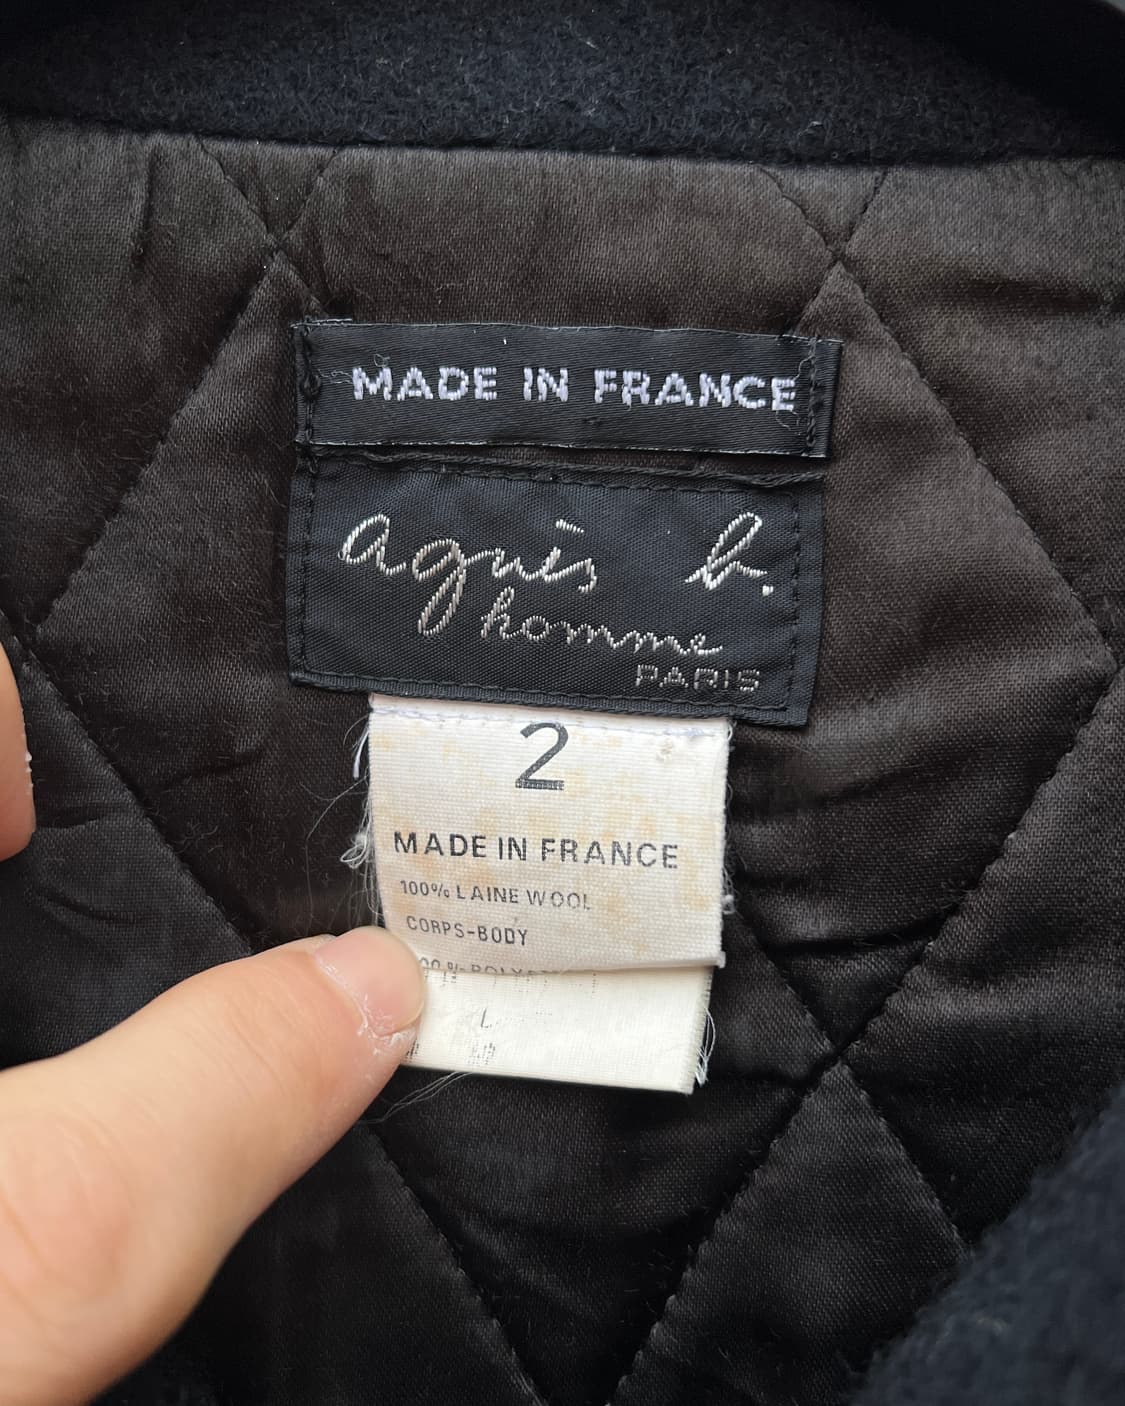 MADE IN FRANCE
agnès b.
homme
PARIS
2
MADE IN FRANCE
100% LAINE WOOL
CORPS-BODY